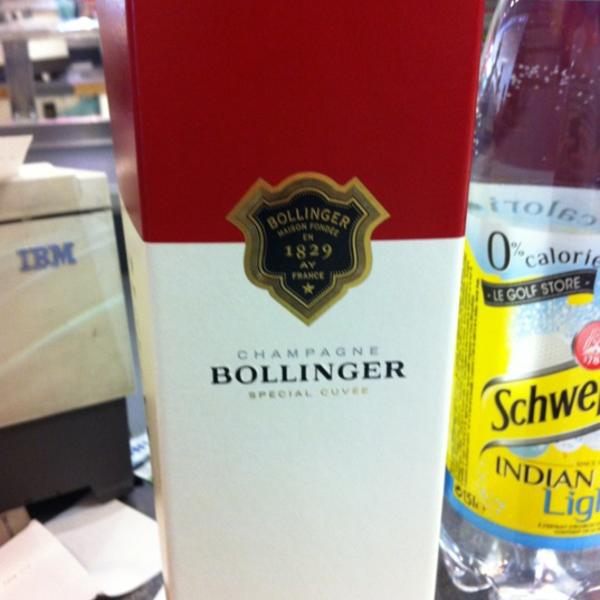 IBM
BOLLINGER
MAISON FONDÉE
EN
1829
AY
FRANCE
CHAMPAGNE
BOLLINGER
SPECIAL CUVÉE
calori
0% calorie
LE GOLF STORE
Schwe
INDIAN
Ligh